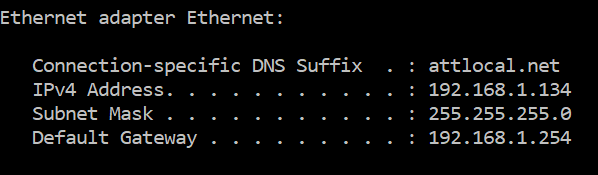 Ethernet adapter Ethernet:
Connection-specific DNS Suffix  . : attlocal.net
IPv4 Address. . . . . . . . . . . : 192.168.1.134
Subnet Mask . . . . . . . . . . . : 255.255.255.0
Default Gateway . . . . . . . . . : 192.168.1.254